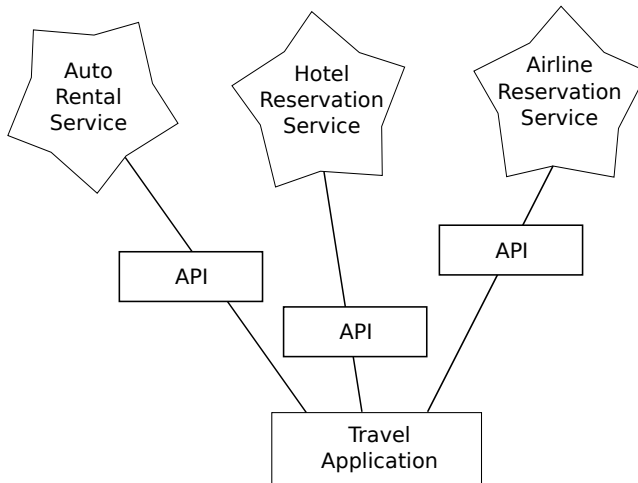 Auto
Rental
Service
Hotel
Reservation
Service
Airline
Reservation
Service
API
API
API
Travel
Application